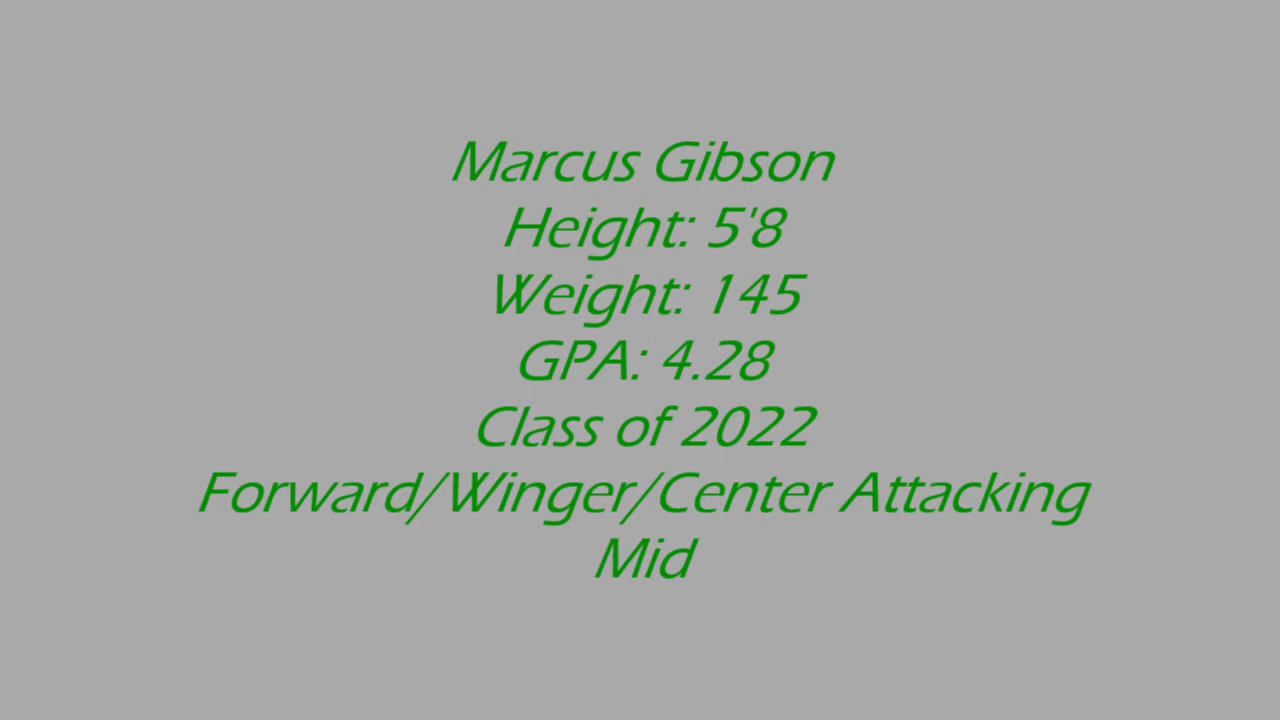 Marcus Gibson
Height: 5'8
Weight: 145
GPA: 4.28
Class of 2022
Forward/Winger/Center Attacking
Mid